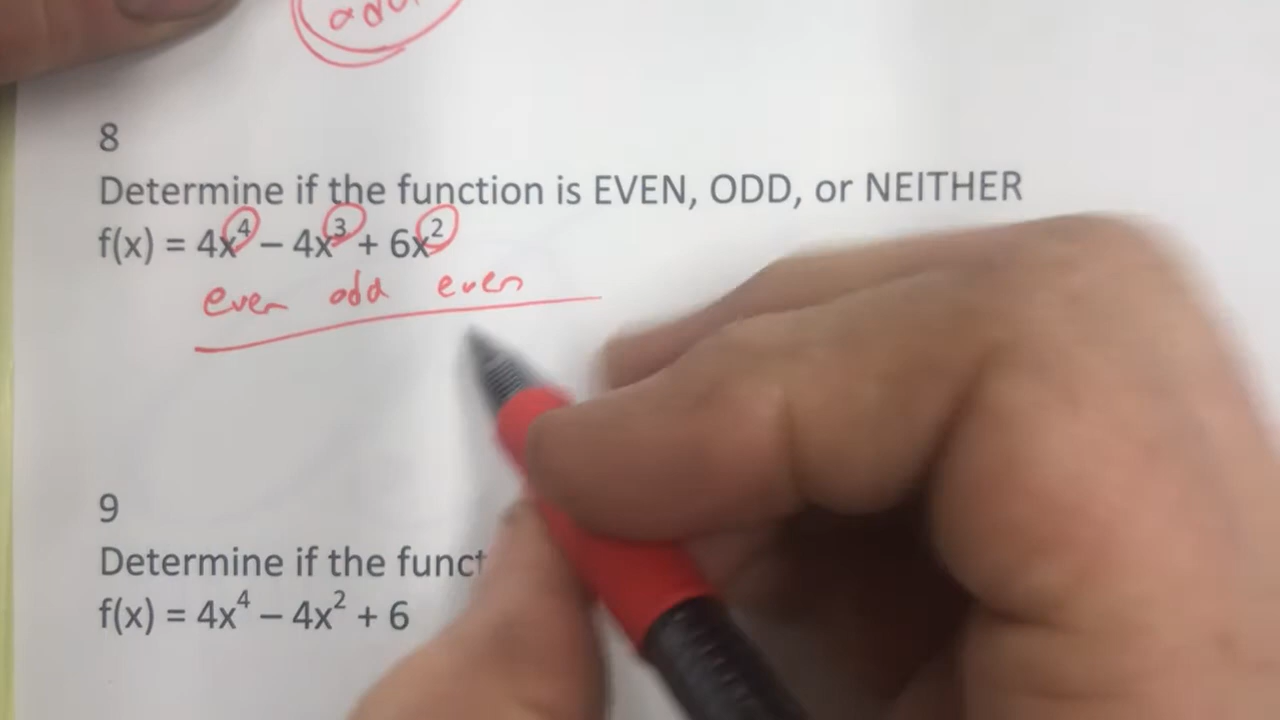 8
Determine if the function is EVEN, ODD, or NEITHER
f(x) = 4x⁴ – 4x³ + 6x²
even odd even
9
Determine if the funct
f(x) = 4x⁴ – 4x² + 6